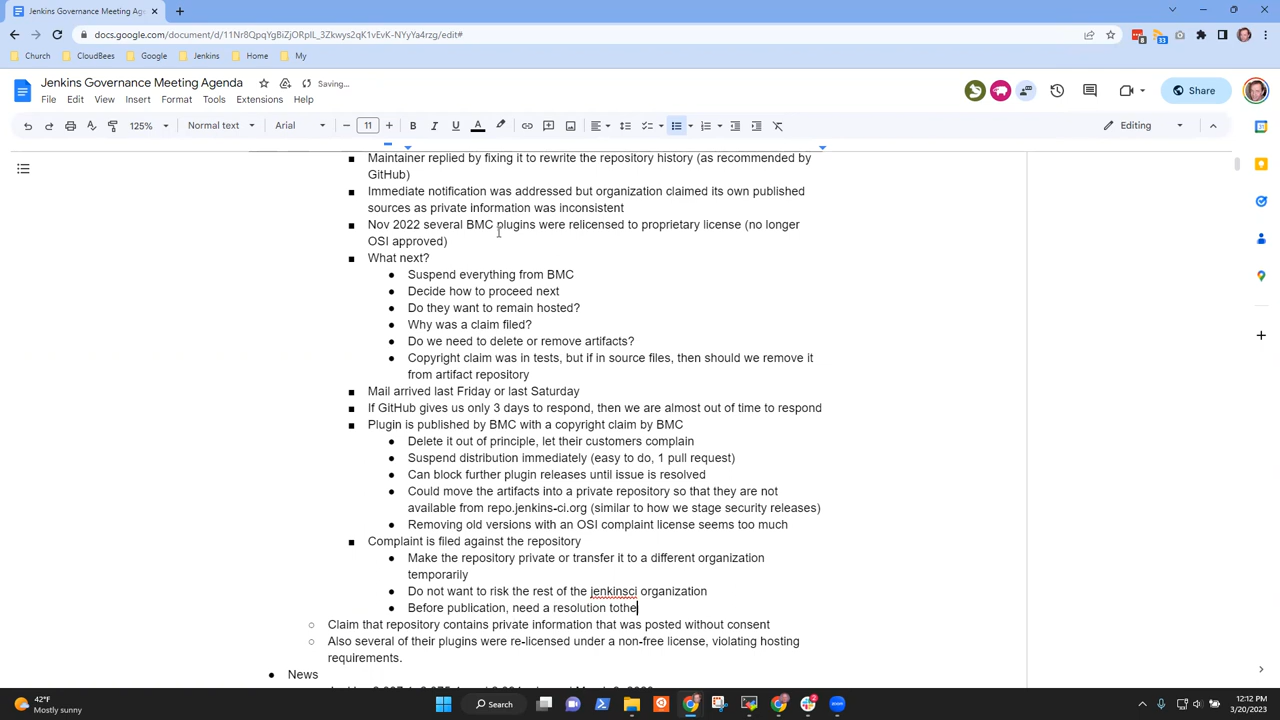 Jenkins Governance Meeting Agend
docs.google.com/document/d/11Nr8QpqYgBiZjORplL_3Zkwys2qK1vEvK-NYyYa4rzg/edit#
Church CloudBees Google Jenkins Home My
Jenkins Governance Meeting Agenda Saving...
File Edit View Insert Format Tools Extensions Help
Share
125% Normal text Arial 11 B I U A Editing
Maintainer replied by fixing it to rewrite the repository history (as recommended by
GitHub)
Immediate notification was addressed but organization claimed its own published
sources as private information was inconsistent
Nov 2022 several BMC plugins were relicensed to proprietary license (no longer
OSI approved)
What next?
Suspend everything from BMC
Decide how to proceed next
Do they want to remain hosted?
Why was a claim filed?
Do we need to delete or remove artifacts?
Copyright claim was in tests, but if in source files, then should we remove it
from artifact repository
Mail arrived last Friday or last Saturday
If GitHub gives us only 3 days to respond, then we are almost out of time to respond
Plugin is published by BMC with a copyright claim by BMC
Delete it out of principle, let their customers complain
Suspend distribution immediately (easy to do, 1 pull request)
Can block further plugin releases until issue is resolved
Could move the artifacts into a private repository so that they are not
available from repo.jenkins-ci.org (similar to how we stage security releases)
Removing old versions with an OSI complaint license seems too much
Complaint is filed against the repository
Make the repository private or transfer it to a different organization
temporarily
Do not want to risk the rest of the jenkinsci organization
Before publication, need a resolution tothe
Claim that repository contains private information that was posted without consent
Also several of their plugins were re-licensed under a non-free license, violating hosting
requirements.
News
42°F
Mostly sunny
Search
12:12 PM
3/20/2023